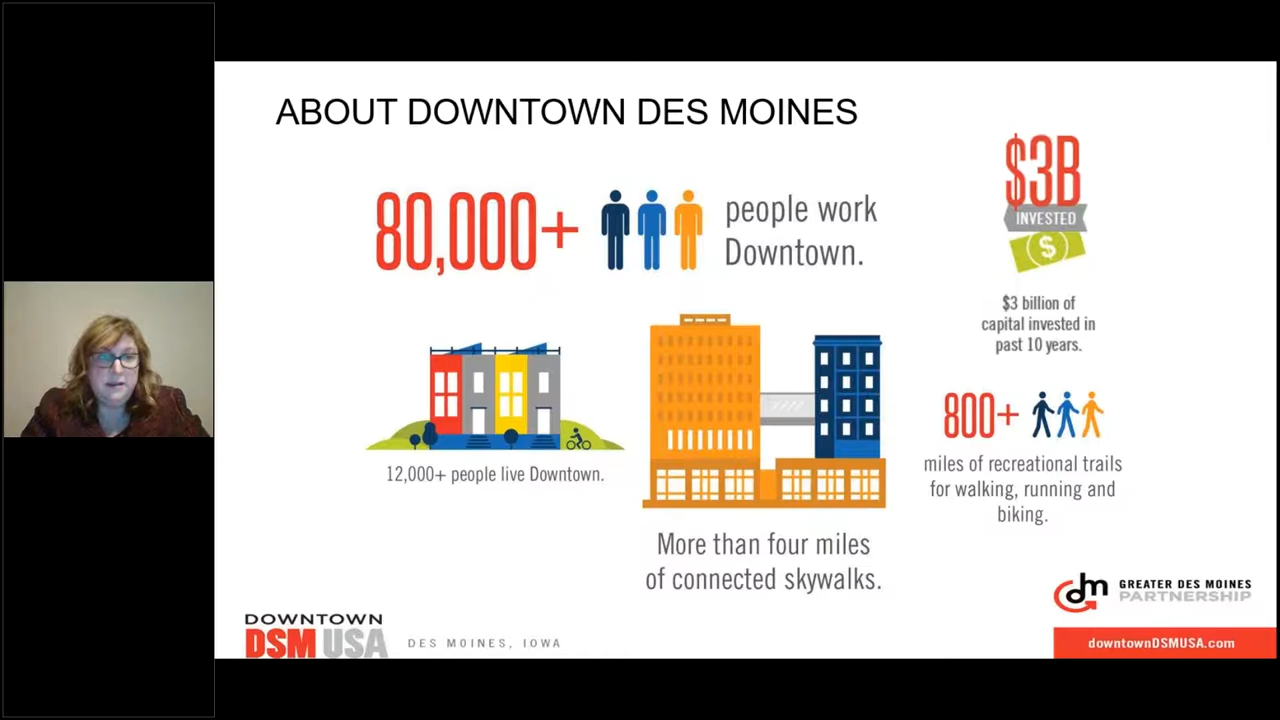 ABOUT DOWNTOWN DES MOINES
80,000+
people work
Downtown.
$3B
INVESTED
$
$3 billion of
capital invested in
past 10 years.
12,000+ people live Downtown.
More than four miles
of connected skywalks.
800+
miles of recreational trails
for walking, running and
biking.
DOWNTOWN
DSM USA
DES MOINES, IOWA
dm
GREATER DES MOINES
PARTNERSHIP
downtownDSMUSA.com